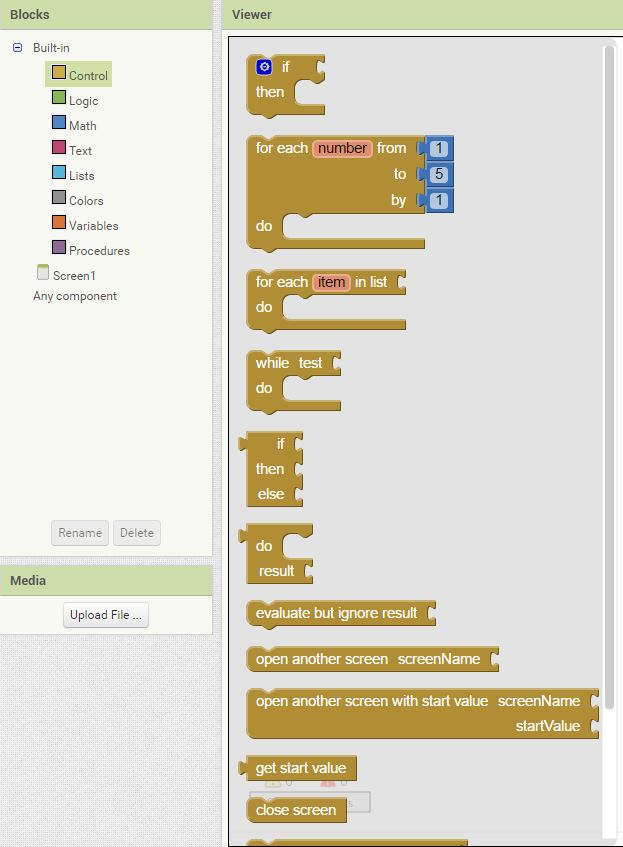 Blocks
Built-in
Control
Logic
Math
Text
Lists
Colors
Variables
Procedures
Screen1
Any component
Rename Delete
Media
Upload File ...
Viewer
if
then
for each number from 1
to 5
by 1
do
for each item in list
do
while test
do
if
then
else
do
result
evaluate but ignore result
open another screen screenName
open another screen with start value screenName
startValue
get start value
0 0
close screen